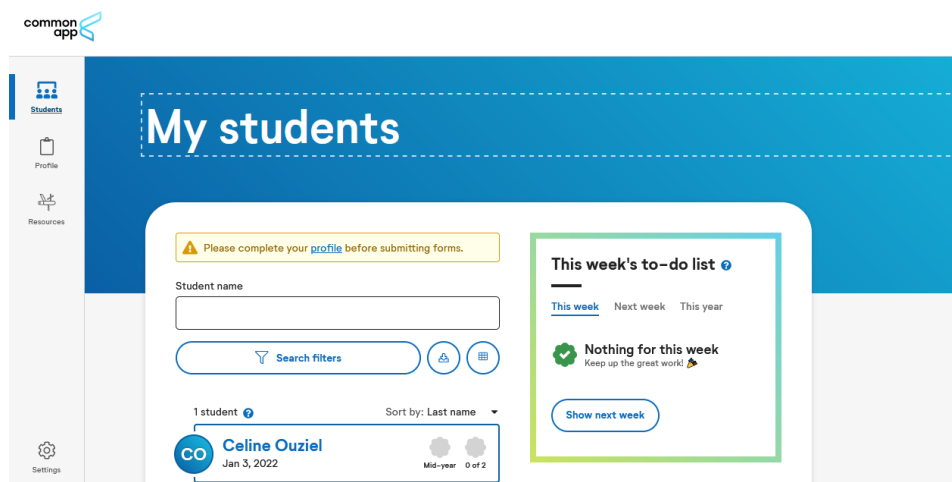 common
app
Students
Profile
Resources
Settings
My students
Please complete your profile before submitting forms.
Student name
Search filters
1 student
Sort by: Last name
CO
Celine Ouziel
Jan 3, 2022
Mid-year
0 of 2
This week's to-do list
This week
Next week
This year
Nothing for this week
Keep up the great work! 🎉
Show next week